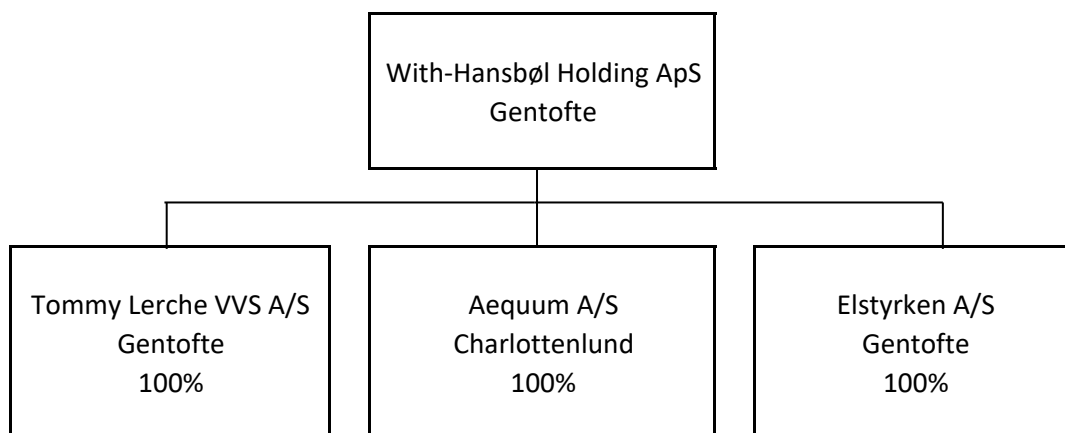 With-Hansbøl Holding ApS
Gentofte
Tommy Lerche VVS A/S
Gentofte
100%
Aequum A/S
Charlottenlund
100%
Elstyrken A/S
Gentofte
100%